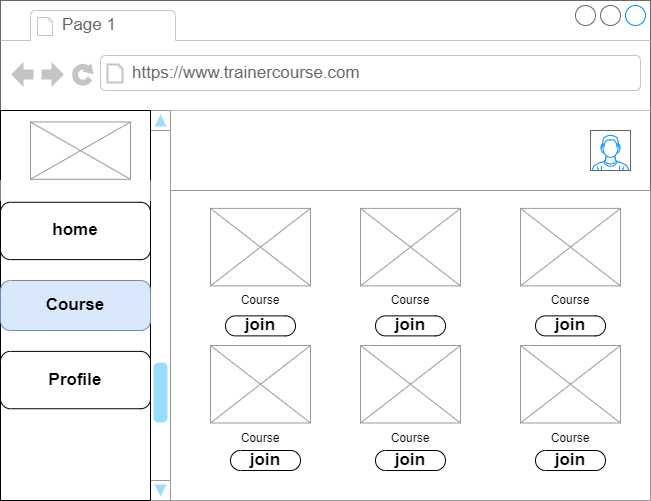 Page 1
https://www.trainercourse.com
home
Course
Profile
Course Course Course
join join join
Course Course Course
join join join